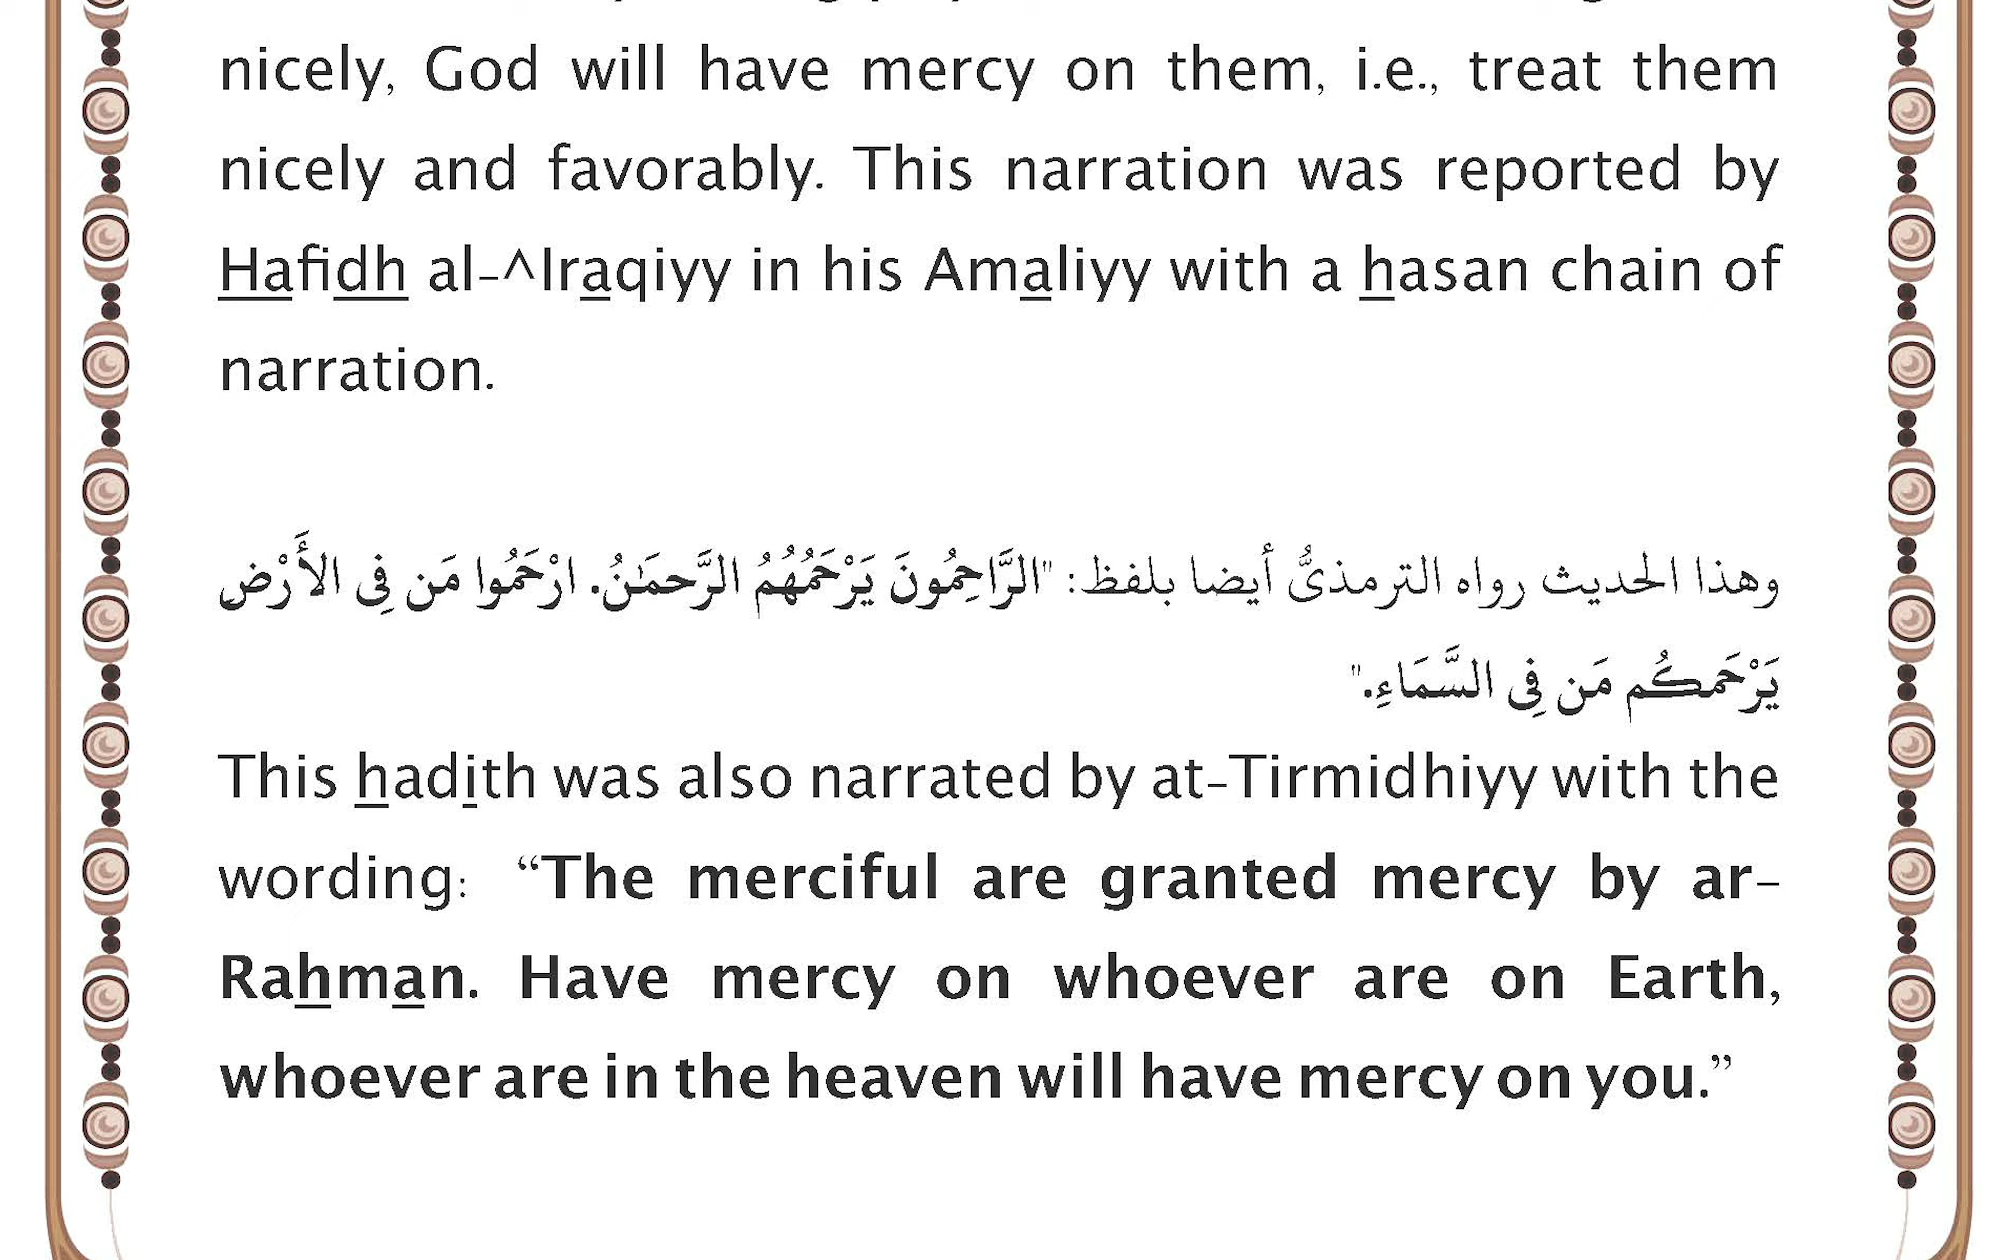 nicely, God will have mercy on them, i.e., treat them
nicely and favorably. This narration was reported by
Hafidh al-^Iraqiyy in his Amaliyy with a hasan chain of
narration.
وهذا الحديث رواه الترمذىُّ أيضا بلفظ: "الرَّاحِمُونَ يَرْحَمُهُمُ الرَّحمَٰنُ. ارْحَمُوا مَن فِى الأَرْض
يَرْحَمكُم مَن فِى السَّمَاءِ."
This hadith was also narrated by at-Tirmidhiyy with the
wording: “The merciful are granted mercy by ar-
Rahman. Have mercy on whoever are on Earth,
whoever are in the heaven will have mercy on you.”